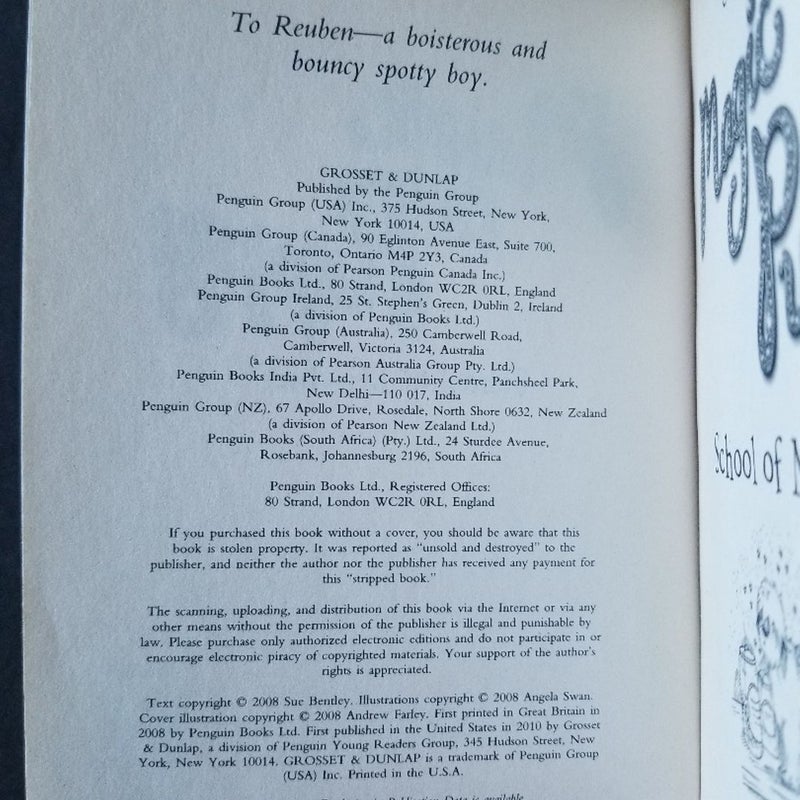 To Reuben—a boisterous and
bouncy spotty boy.
GROSSET & DUNLAP
Published by the Penguin Group
Penguin Group (USA) Inc., 375 Hudson Street, New York,
New York 10014, USA
Penguin Group (Canada), 90 Eglinton Avenue East, Suite 700,
Toronto, Ontario M4P 2Y3, Canada
(a division of Pearson Penguin Canada Inc.)
Penguin Books Ltd., 80 Strand, London WC2R 0RL, England
Penguin Group Ireland, 25 St. Stephen's Green, Dublin 2, Ireland
(a division of Penguin Books Ltd.)
Penguin Group (Australia), 250 Camberwell Road,
Camberwell, Victoria 3124, Australia
(a division of Pearson Australia Group Pty. Ltd.)
Penguin Books India Pvt. Ltd., 11 Community Centre, Panchsheel Park,
New Delhi—110 017, India
Penguin Group (NZ), 67 Apollo Drive, Rosedale, North Shore 0632, New Zealand
(a division of Pearson New Zealand Ltd.)
Penguin Books (South Africa) (Pty.) Ltd., 24 Sturdee Avenue,
Rosebank, Johannesburg 2196, South Africa
Penguin Books Ltd., Registered Offices:
80 Strand, London WC2R 0RL, England
If you purchased this book without a cover, you should be aware that this
book is stolen property. It was reported as "unsold and destroyed" to the
publisher, and neither the author nor the publisher has received any payment for
this "stripped book."
The scanning, uploading, and distribution of this book via the Internet or via any
other means without the permission of the publisher is illegal and punishable by
law. Please purchase only authorized electronic editions and do not participate in or
encourage electronic piracy of copyrighted materials. Your support of the author's
rights is appreciated.
Text copyright © 2008 Sue Bentley. Illustrations copyright © 2008 Angela Swan.
Cover illustration copyright © 2008 Andrew Farley. First printed in Great Britain in
2008 by Penguin Books Ltd. First published in the United States in 2010 by Grosset
& Dunlap, a division of Penguin Young Readers Group, 345 Hudson Street, New
York, New York 10014. GROSSET & DUNLAP is a trademark of Penguin Group
(USA) Inc. Printed in the U.S.A.
Publication Data is available
Magic
School of